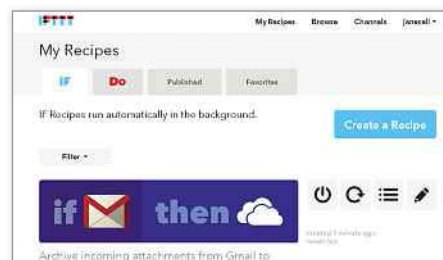 IFTTT
My Recipes Browse Channels
My Recipes
IF Do Published Favorites
IF Recipes run automatically in the background.
Create a Recipe
Filter
if then
Archive incoming attachments from Gmail to